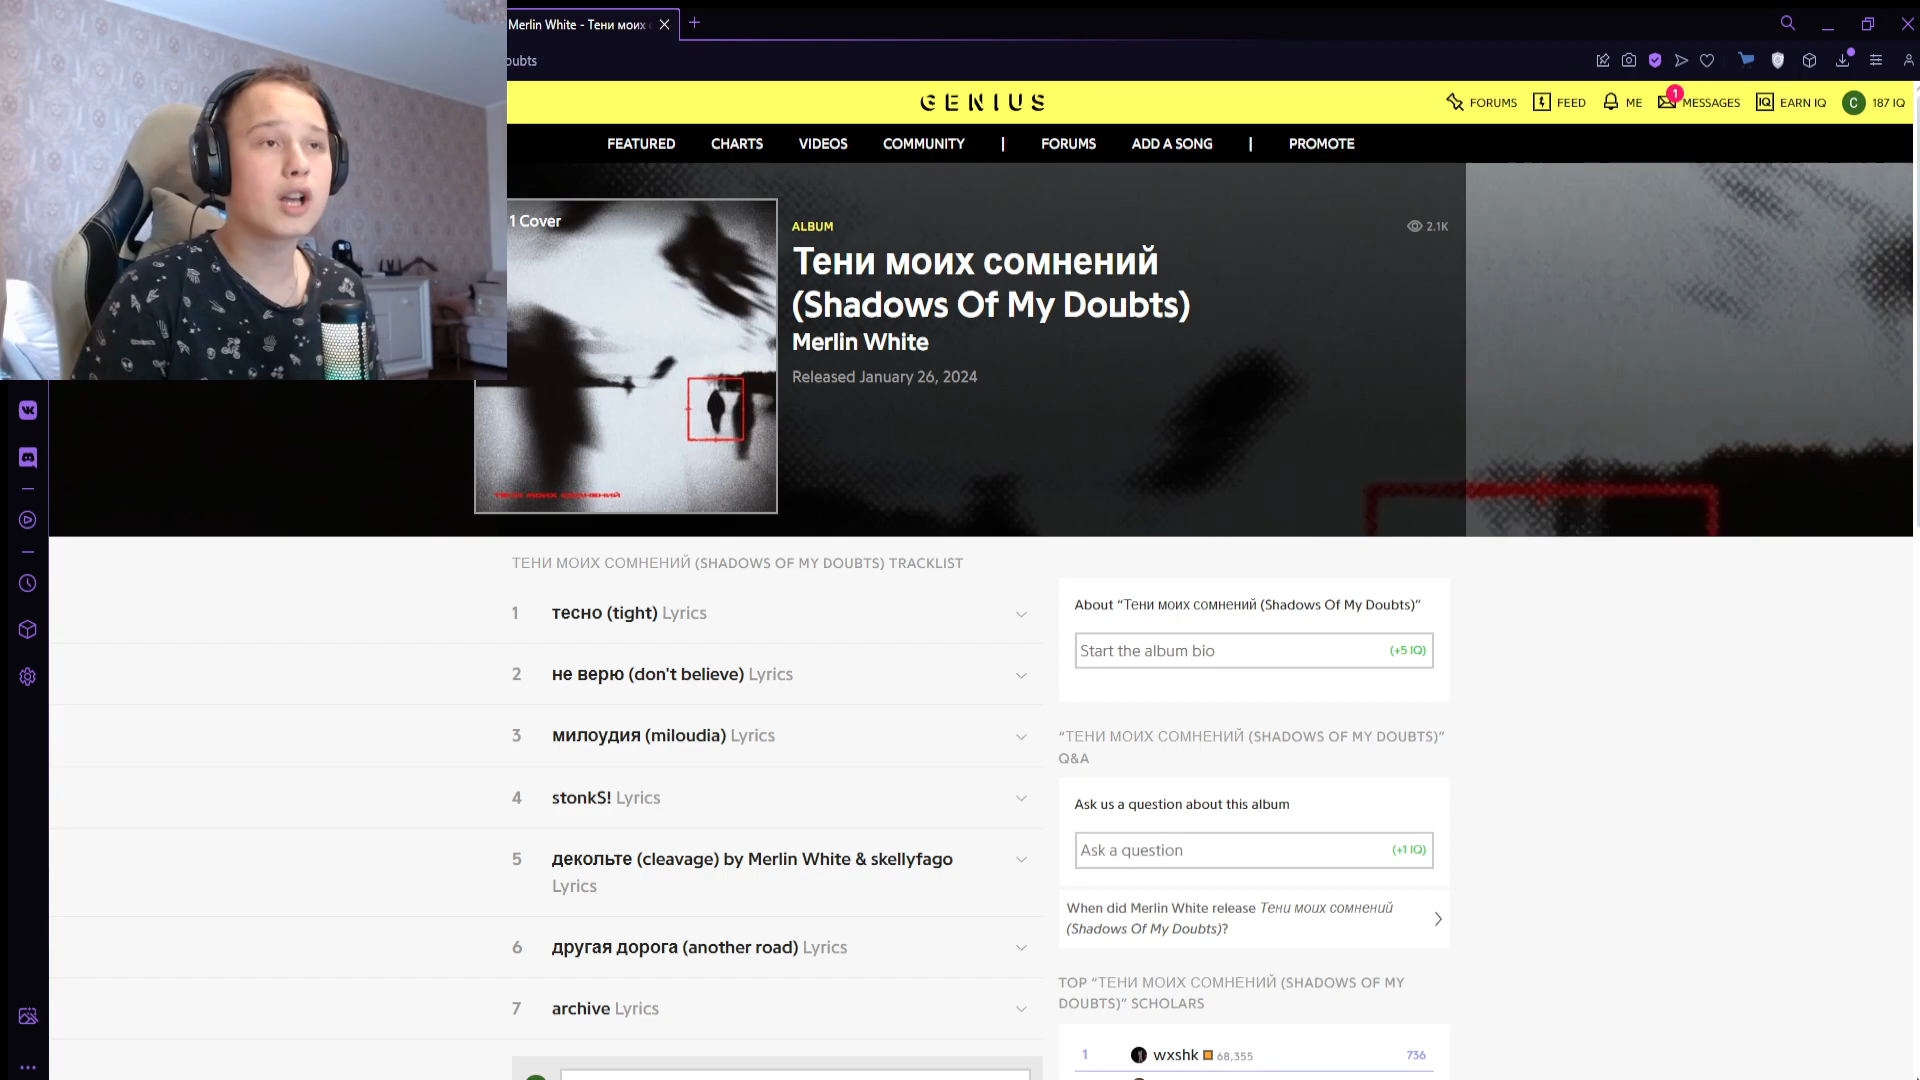 Merlin White - Тени моих
oubts
GENIUS
FORUMS
FEED
ME
1
MESSAGES
IQ
EARN IQ
C
187 IQ
FEATURED
CHARTS
VIDEOS
COMMUNITY
|
FORUMS
ADD A SONG
|
PROMOTE
1 Cover
ТЕНИ МОИХ СОМНЕНИЙ
ALBUM
2.1K
Тени моих сомнений
(Shadows Of My Doubts)
Merlin White
Released January 26, 2024
ТЕНИ МОИХ СОМНЕНИЙ (SHADOWS OF MY DOUBTS) TRACKLIST
1 тесно (tight) Lyrics
2 не верю (don't believe) Lyrics
3 милоудия (miloudia) Lyrics
4 stonkS! Lyrics
5 декольте (cleavage) by Merlin White & skellyfago
Lyrics
6 другая дорога (another road) Lyrics
7 archive Lyrics
About “Тени моих сомнений (Shadows Of My Doubts)”
Start the album bio (+5 IQ)
“ТЕНИ МОИХ СОМНЕНИЙ (SHADOWS OF MY DOUBTS)”
Q&A
Ask us a question about this album
Ask a question (+1 IQ)
When did Merlin White release Тени моих сомнений
(Shadows Of My Doubts)?
TOP “ТЕНИ МОИХ СОМНЕНИЙ (SHADOWS OF MY
DOUBTS)” SCHOLARS
1 wxshk 68,355 736